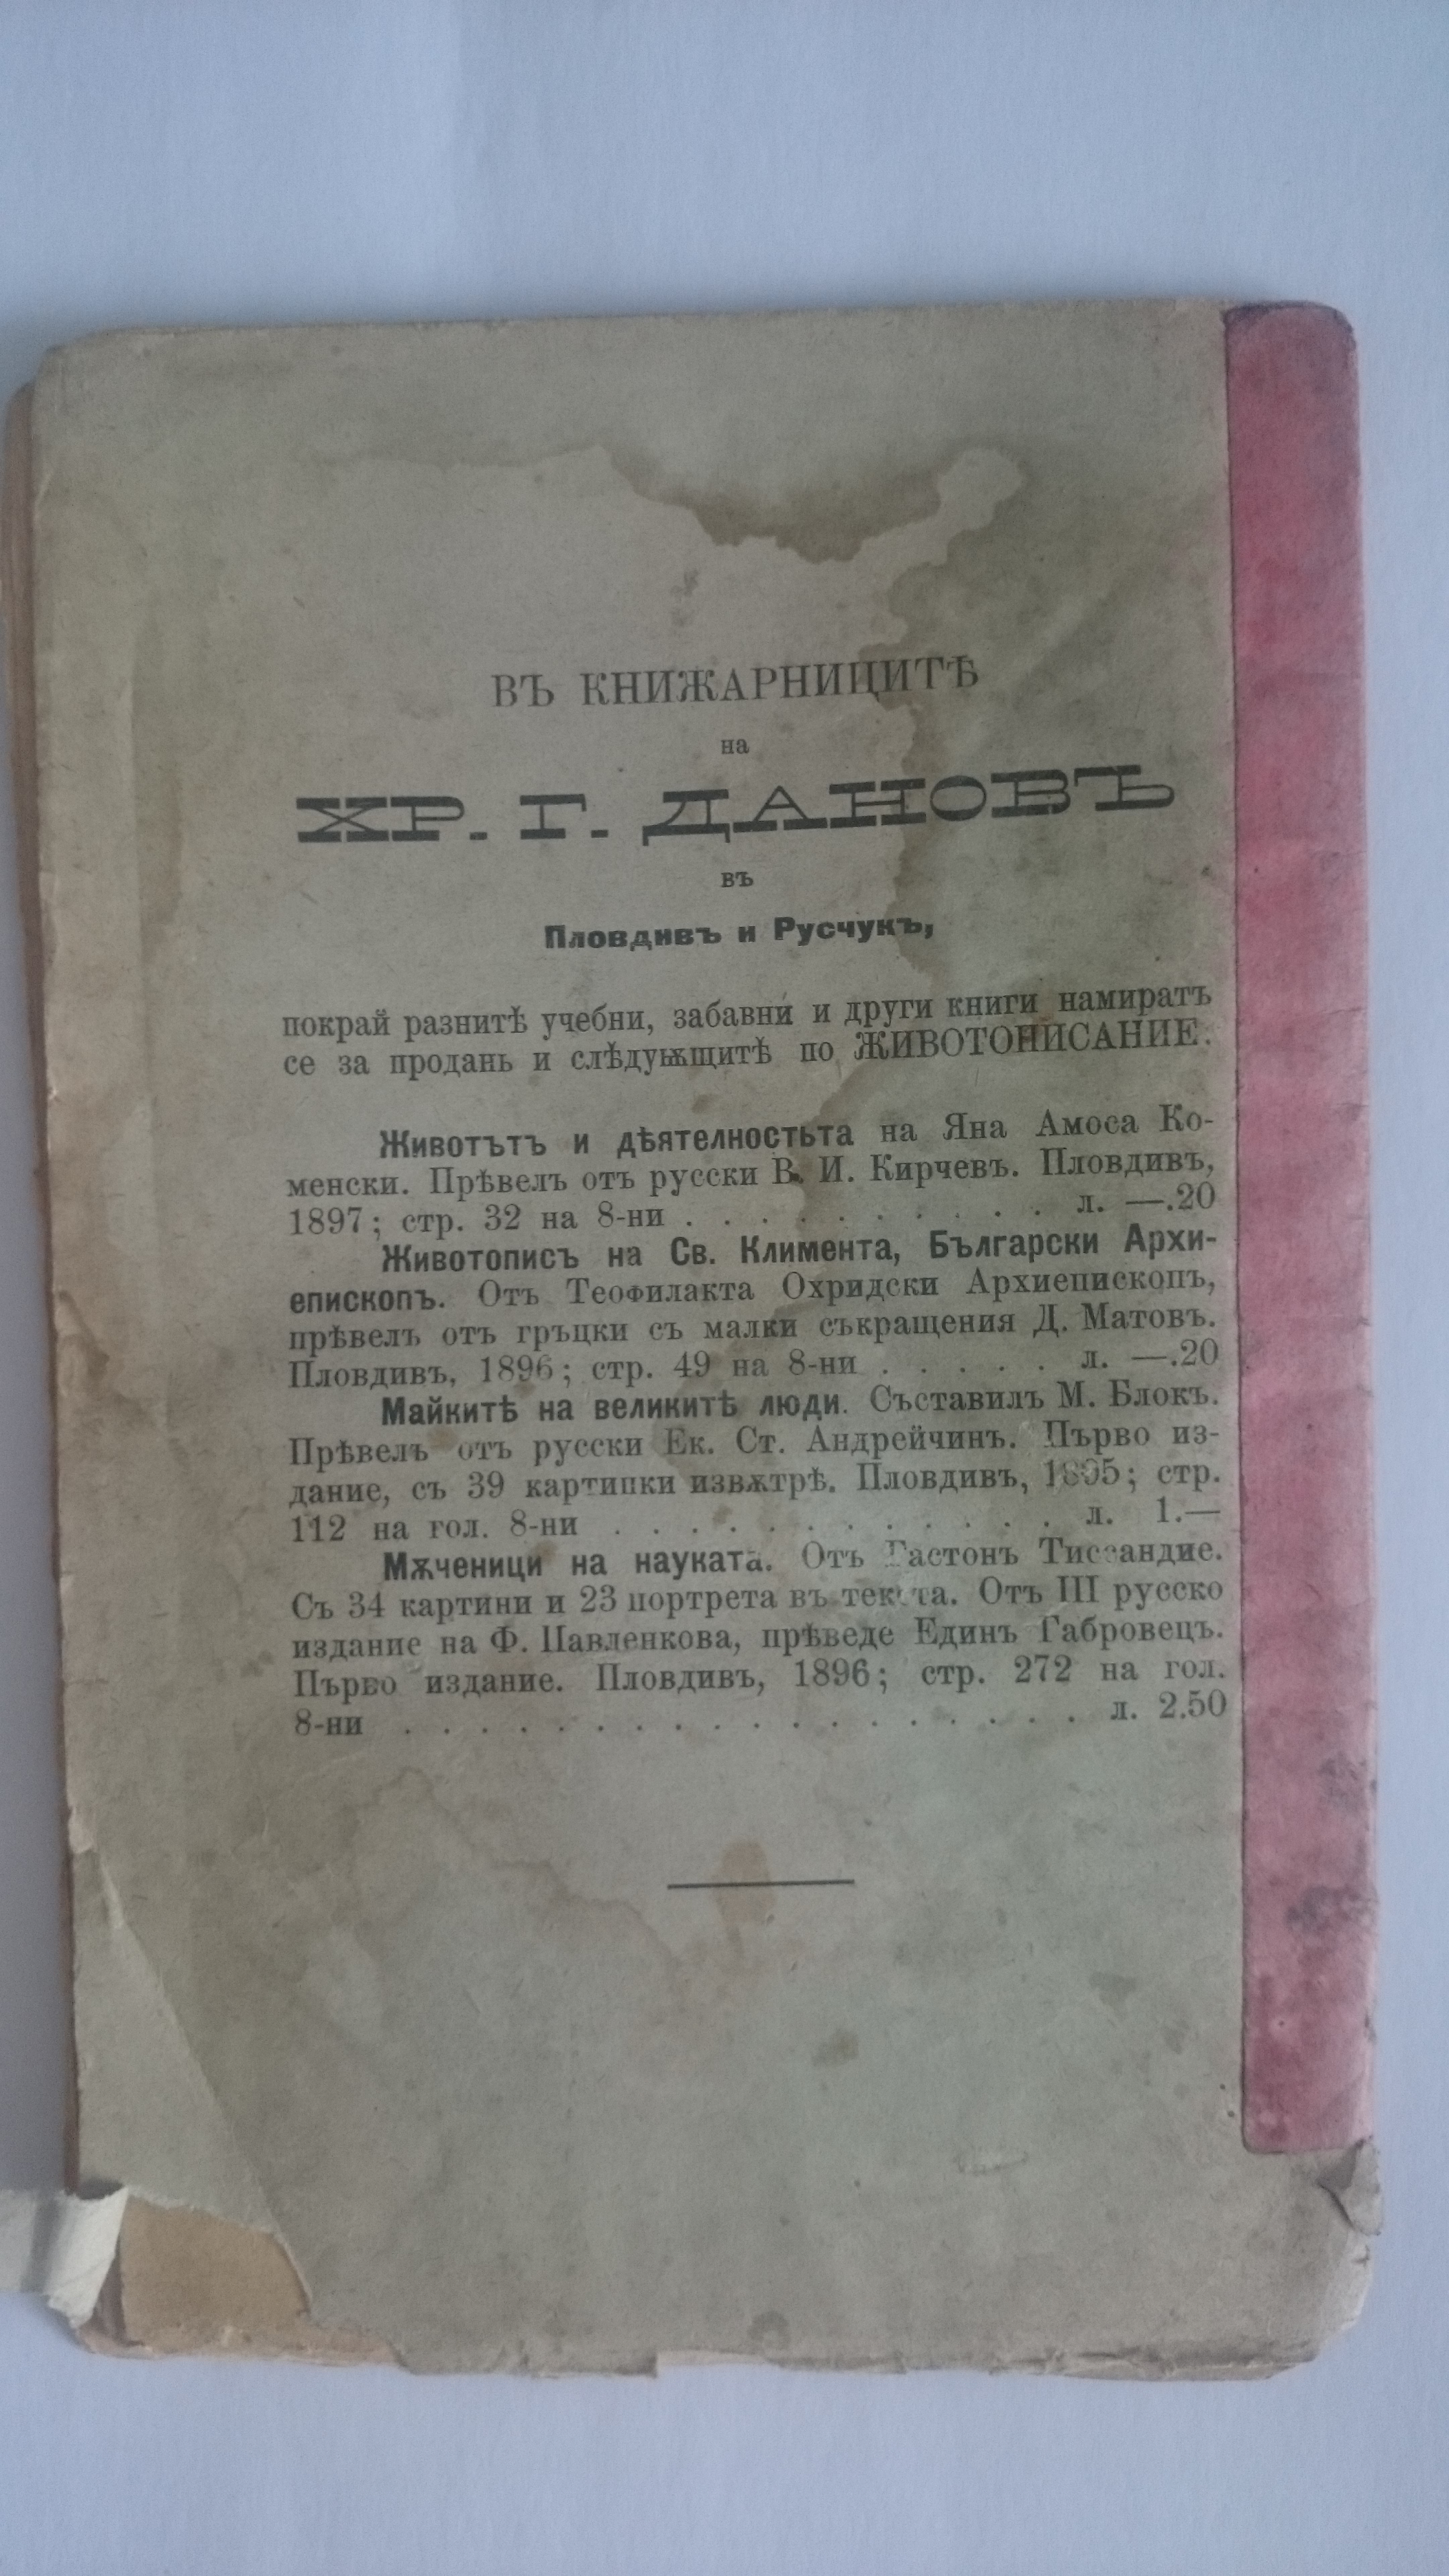 ВЪ КНИЖАРНИЦИТѢ
на
ХР. Г. ДАНОВЪ
въ
Пловдивъ и Русчукъ,
покрай разнитѣ учебни, забавни и други книги намиратъ
се за продань и слѣдующитѣ по ЖИВОТОПИСАНИЕ.
Животътъ и дѣятелностьта на Яна Амоса Ко-
менски. Прѣвелъ отъ русски В. И. Кирчевъ. Пловдивъ,
1897; стр. 32 на 8-ни . . . . . . . . . . л. —.20
Животописъ на Св. Климента, Български Архи-
епископъ. Отъ Теофилакта Охридски Архиепископъ,
прѣвелъ отъ гръцки съ малки съкращения Д. Матовъ.
Пловдивъ, 1896; стр. 49 на 8-ни . . . . . л. —.20
Майкитѣ на великитѣ люди. Съставилъ М. Блокъ.
Прѣвелъ отъ русски Ек. Ст. Андрейчинъ. Първо из-
дание, съ 39 картинки извѫтрѣ. Пловдивъ, 1895; стр.
112 на гол. 8-ни . . . . . . . . . . . . л. 1.—
Мѫченици на науката. Отъ Гастонъ Тиссандие.
Съ 34 картини и 23 портрета въ текста. Отъ III русско
издание на Ф. Павленкова, прѣведе Единъ Габровецъ.
Първо издание. Пловдивъ, 1896; стр. 272 на гол.
8-ни . . . . . . . . . . . . . . . . . . л. 2.50